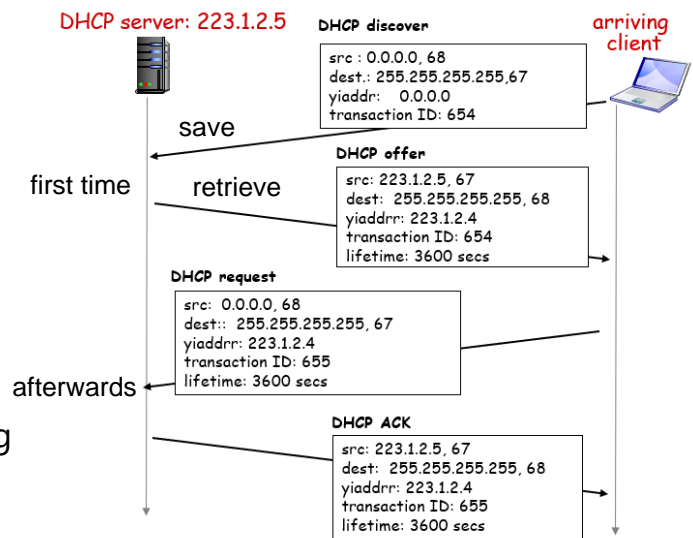 DHCP server: 223.1.2.5
DHCP discover
arriving
client
src : 0.0.0.0, 68
dest.: 255.255.255.255,67
yiaddr: 0.0.0.0
transaction ID: 654
save
DHCP offer
first time
retrieve
src: 223.1.2.5, 67
dest: 255.255.255.255, 68
yiaddrr: 223.1.2.4
transaction ID: 654
lifetime: 3600 secs
DHCP request
src: 0.0.0.0, 68
dest:: 255.255.255.255, 67
yiaddrr: 223.1.2.4
transaction ID: 655
lifetime: 3600 secs
afterwards
g
DHCP ACK
src: 223.1.2.5, 67
dest: 255.255.255.255, 68
yiaddrr: 223.1.2.4
transaction ID: 655
lifetime: 3600 secs